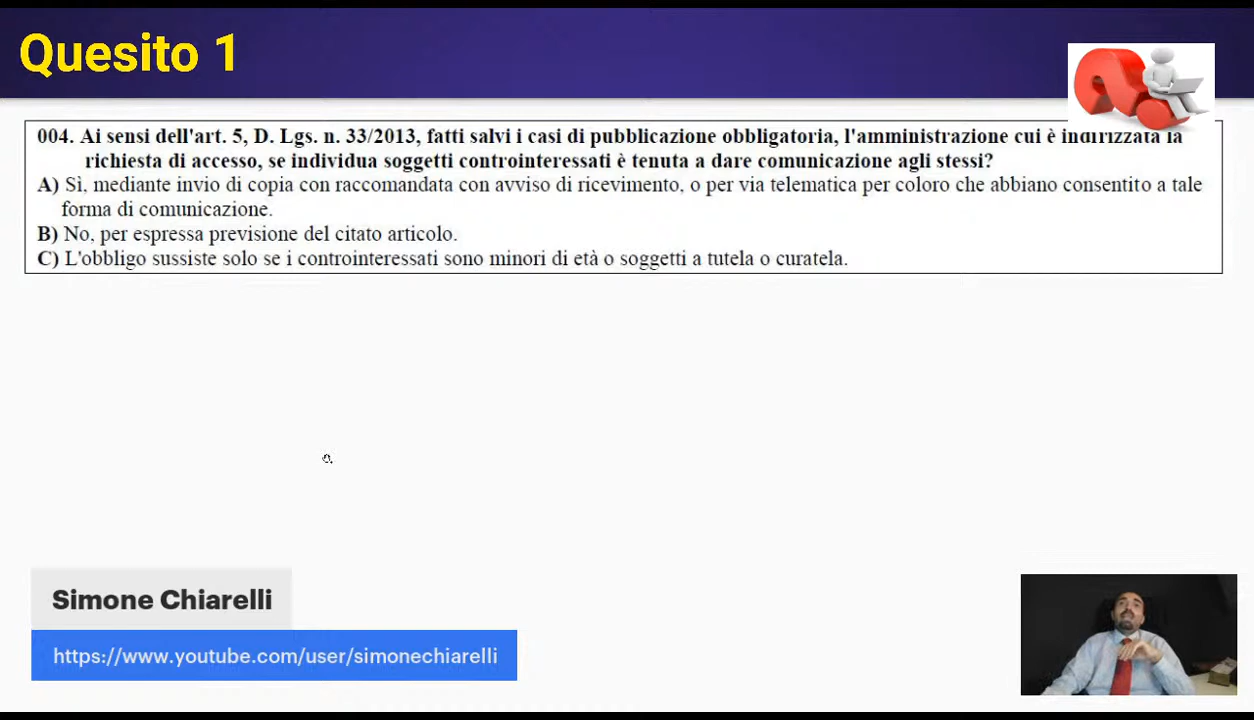 Quesito 1
004. Ai sensi dell'art. 5, D. Lgs. n. 33/2013, fatti salvi i casi di pubblicazione obbligatoria, l'amministrazione cui è indirizzata la
richiesta di accesso, se individua soggetti controinteressati è tenuta a dare comunicazione agli stessi?
A) Sì, mediante invio di copia con raccomandata con avviso di ricevimento, o per via telematica per coloro che abbiano consentito a tale
forma di comunicazione.
B) No, per espressa previsione del citato articolo.
C) L'obbligo sussiste solo se i controinteressati sono minori di età o soggetti a tutela o curatela.
Simone Chiarelli
https://www.youtube.com/user/simonechiarelli